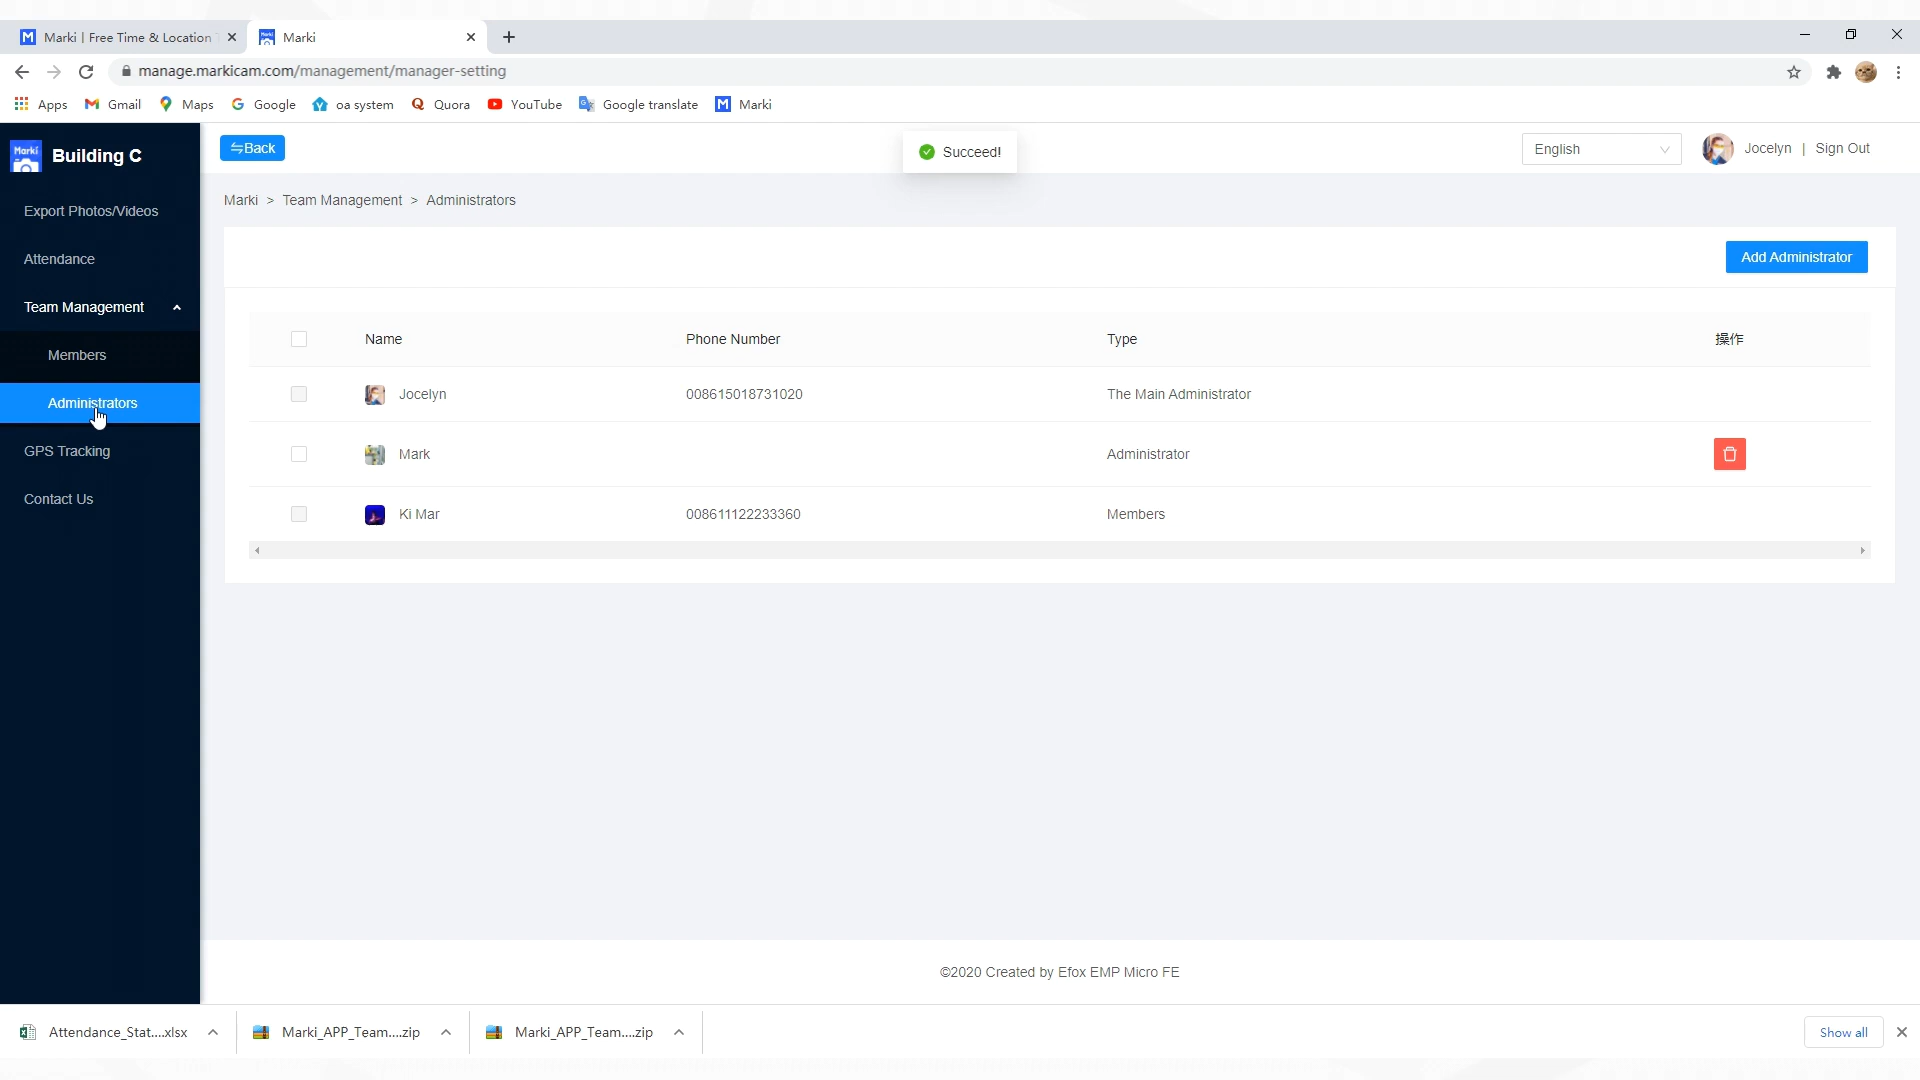 Marki | Free Time & Location
Marki
manage.markicam.com/management/manager-setting
Apps Gmail Maps Google oa system Quora YouTube Google translate Marki
Marki Building C
Back
Succeed!
English
Jocelyn | Sign Out
Export Photos/Videos
Attendance
Team Management
Members
Administrators
GPS Tracking
Contact Us
Marki > Team Management > Administrators
Add Administrator
Name Phone Number Type 操作
Jocelyn 008615018731020 The Main Administrator
Mark Administrator
Ki Mar 008611122233360 Members
©2020 Created by Efox EMP Micro FE
Attendance_Stat....xlsx Marki_APP_Team....zip Marki_APP_Team....zip Show all